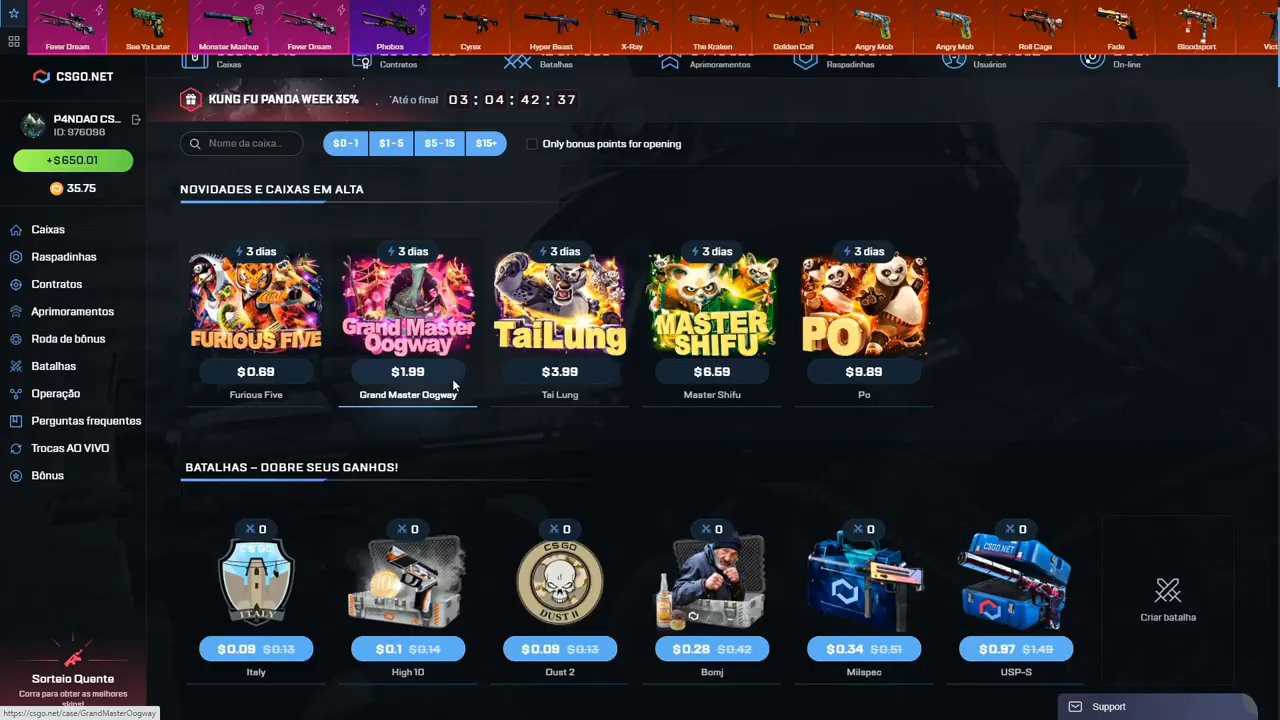 Fever Dream
See Ya Later
Monster Mashup
Fever Dream
Phobos
Cyrex
Hyper Beast
X-Ray
The Kraken
Golden Coil
Angry Mob
Angry Mob
Roll Cage
Fade
Bloodsport
Vict
CSGO.NET
Caixas
Contratos
Batalhas
Aprimoramentos
Raspadinhas
Usuários
On-line
KUNG FU PANDA WEEK 35%
Até o final
03 : 04 : 42 : 37
P4NDAO CS...
ID: 976098
+$650.01
35.75
Nome da caixa..
$0 - 1
$1 - 5
$5 - 15
$15+
Only bonus points for opening
NOVIDADES E CAIXAS EM ALTA
Caixas
Raspadinhas
Contratos
Aprimoramentos
Roda de bônus
Batalhas
Operação
Perguntas frequentes
Trocas AO VIVO
Bônus
3 dias
3 dias
3 dias
3 dias
3 dias
FURIOUS FIVE
Grand Master
Oogway
TaiLung
MASTER
SHIFU
PO
$0.69
$1.99
$3.99
$6.59
$9.89
Furious Five
Grand Master Oogway
Tai Lung
Master Shifu
Po
BATALHAS – DOBRE SEUS GANHOS!
0
0
0
0
0
0
CS GO
ITALY
CS GO
DUST II
CSGO.NET
$0.09 $0.13
$0.1 $0.14
$0.09 $0.13
$0.28 $0.42
$0.34 $0.51
$0.97 $1.49
Italy
High 10
Dust 2
Bomj
Milspec
USP-S
Criar batalha
Sorteio Quente
Corra para obter as melhores
skins!
https://csgo.net/case/GrandMasterOogway
Support